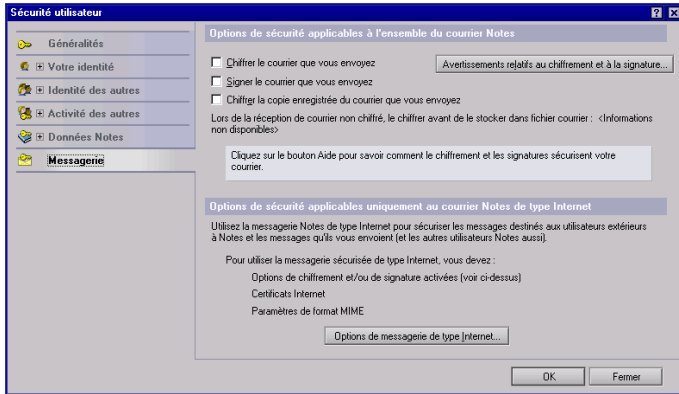 Sécurité utilisateur
Généralités
Votre identité
Identité des autres
Activité des autres
Données Notes
Messagerie
Options de sécurité applicables à l'ensemble du courrier Notes
Chiffrer le courrier que vous envoyez
Avertissements relatifs au chiffrement et à la signature...
Signer le courrier que vous envoyez
Chiffrer la copie enregistrée du courrier que vous envoyez
Lors de la réception de courrier non chiffré, le chiffrer avant de le stocker dans fichier courrier : <Informations
non disponibles>
Cliquez sur le bouton Aide pour savoir comment le chiffrement et les signatures sécurisent votre
courrier.
Options de sécurité applicables uniquement au courrier Notes de type Internet
Utilisez la messagerie Notes de type Internet pour sécuriser les messages destinés aux utilisateurs extérieurs
à Notes et les messages qu'ils vous envoient (et les autres utilisateurs Notes aussi).
Pour utiliser la messagerie sécurisée de type Internet, vous devez :
Options de chiffrement et/ou de signature activées (voir ci-dessus)
Certificats Internet
Paramètres de format MIME
Options de messagerie de type Internet...
OK
Fermer